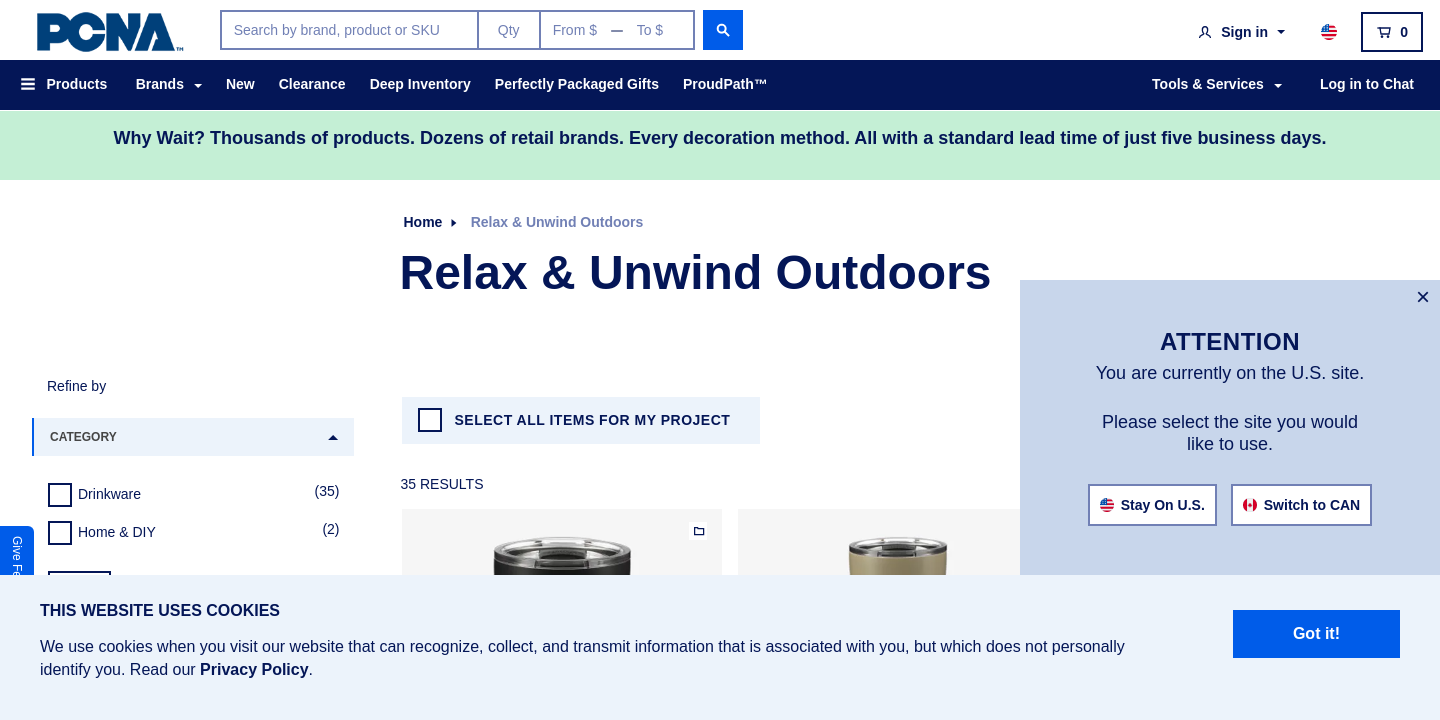 PCNA™
Search by brand, product or SKU
Qty
From $ — To $
Sign in
0
Products
Brands
New
Clearance
Deep Inventory
Perfectly Packaged Gifts
ProudPath™
Tools & Services
Log in to Chat
Why Wait? Thousands of products. Dozens of retail brands. Every decoration method. All with a standard lead time of just five business days.
Home
Relax & Unwind Outdoors
Relax & Unwind Outdoors
ATTENTION
You are currently on the U.S. site.
Please select the site you would
like to use.
Stay On U.S.
Switch to CAN
Refine by
CATEGORY
Drinkware (35)
Home & DIY (2)
SELECT ALL ITEMS FOR MY PROJECT
35 RESULTS
Give Fe
THIS WEBSITE USES COOKIES
We use cookies when you visit our website that can recognize, collect, and transmit information that is associated with you, but which does not personally
identify you. Read our Privacy Policy.
Got it!